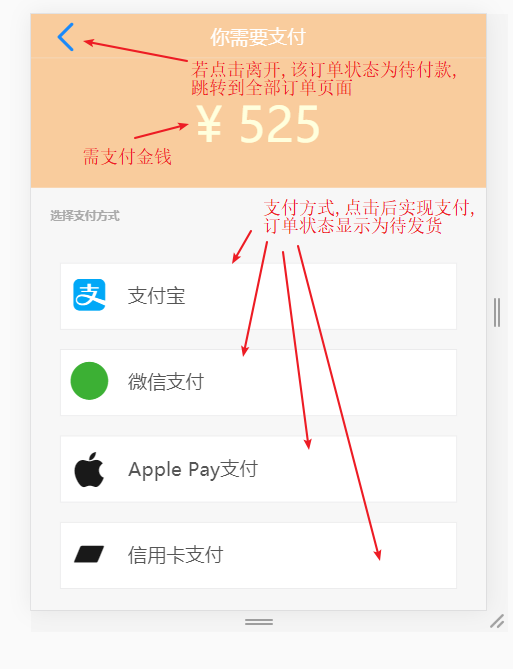 你需要支付
若点击离开,该订单状态为待付款,
跳转到全部订单页面
¥ 525
需支付金钱
选择支付方式
支付方式,点击后实现支付,
订单状态显示为待发货
支付宝
微信支付
Apple Pay支付
信用卡支付